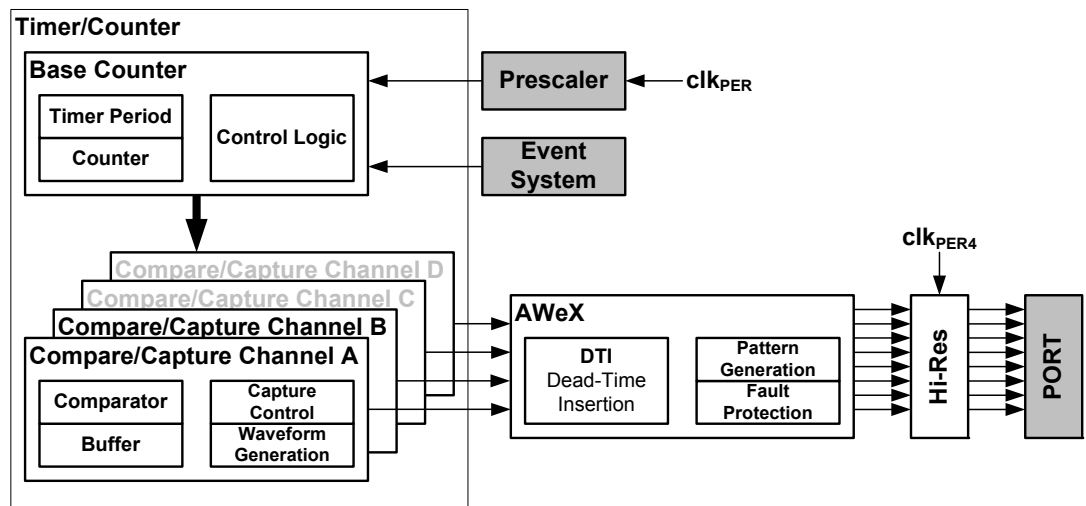 Timer/Counter
Base Counter
Timer Period
Counter
Control Logic
Prescaler
clkPER
Event
System
Compare/Capture Channel D
Compare/Capture Channel C
Compare/Capture Channel B
Compare/Capture Channel A
Comparator
Buffer
Capture
Control
Waveform
Generation
AWeX
DTI
Dead-Time
Insertion
Pattern
Generation
Fault
Protection
clkPER4
Hi-Res
PORT